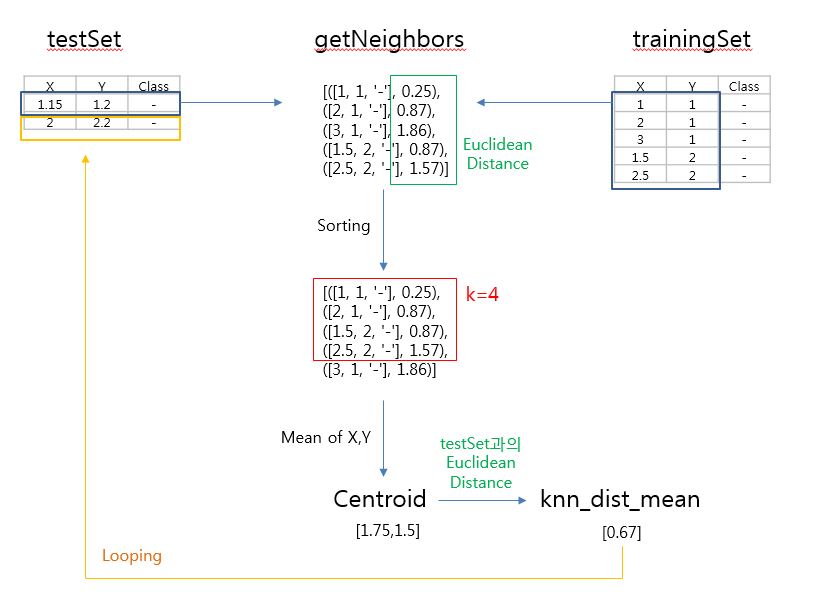 testSet
X Y Class
1.15 1.2 -
2 2.2 -
getNeighbors
[([1, 1, '-'], 0.25),
([2, 1, '-'], 0.87),
([3, 1, '-'], 1.86),
([1.5, 2, '-'], 0.87),
([2.5, 2, '-'], 1.57)]
Euclidean
Distance
trainingSet
X Y Class
1 1 -
2 1 -
3 1 -
1.5 2 -
2.5 2 -
Sorting
[([1, 1, '-'], 0.25),
([2, 1, '-'], 0.87),
([1.5, 2, '-'], 0.87),
([2.5, 2, '-'], 1.57),
([3, 1, '-'], 1.86)]
k=4
Mean of X,Y
testSet과의
Euclidean
Distance
Centroid
[1.75,1.5]
knn_dist_mean
[0.67]
Looping